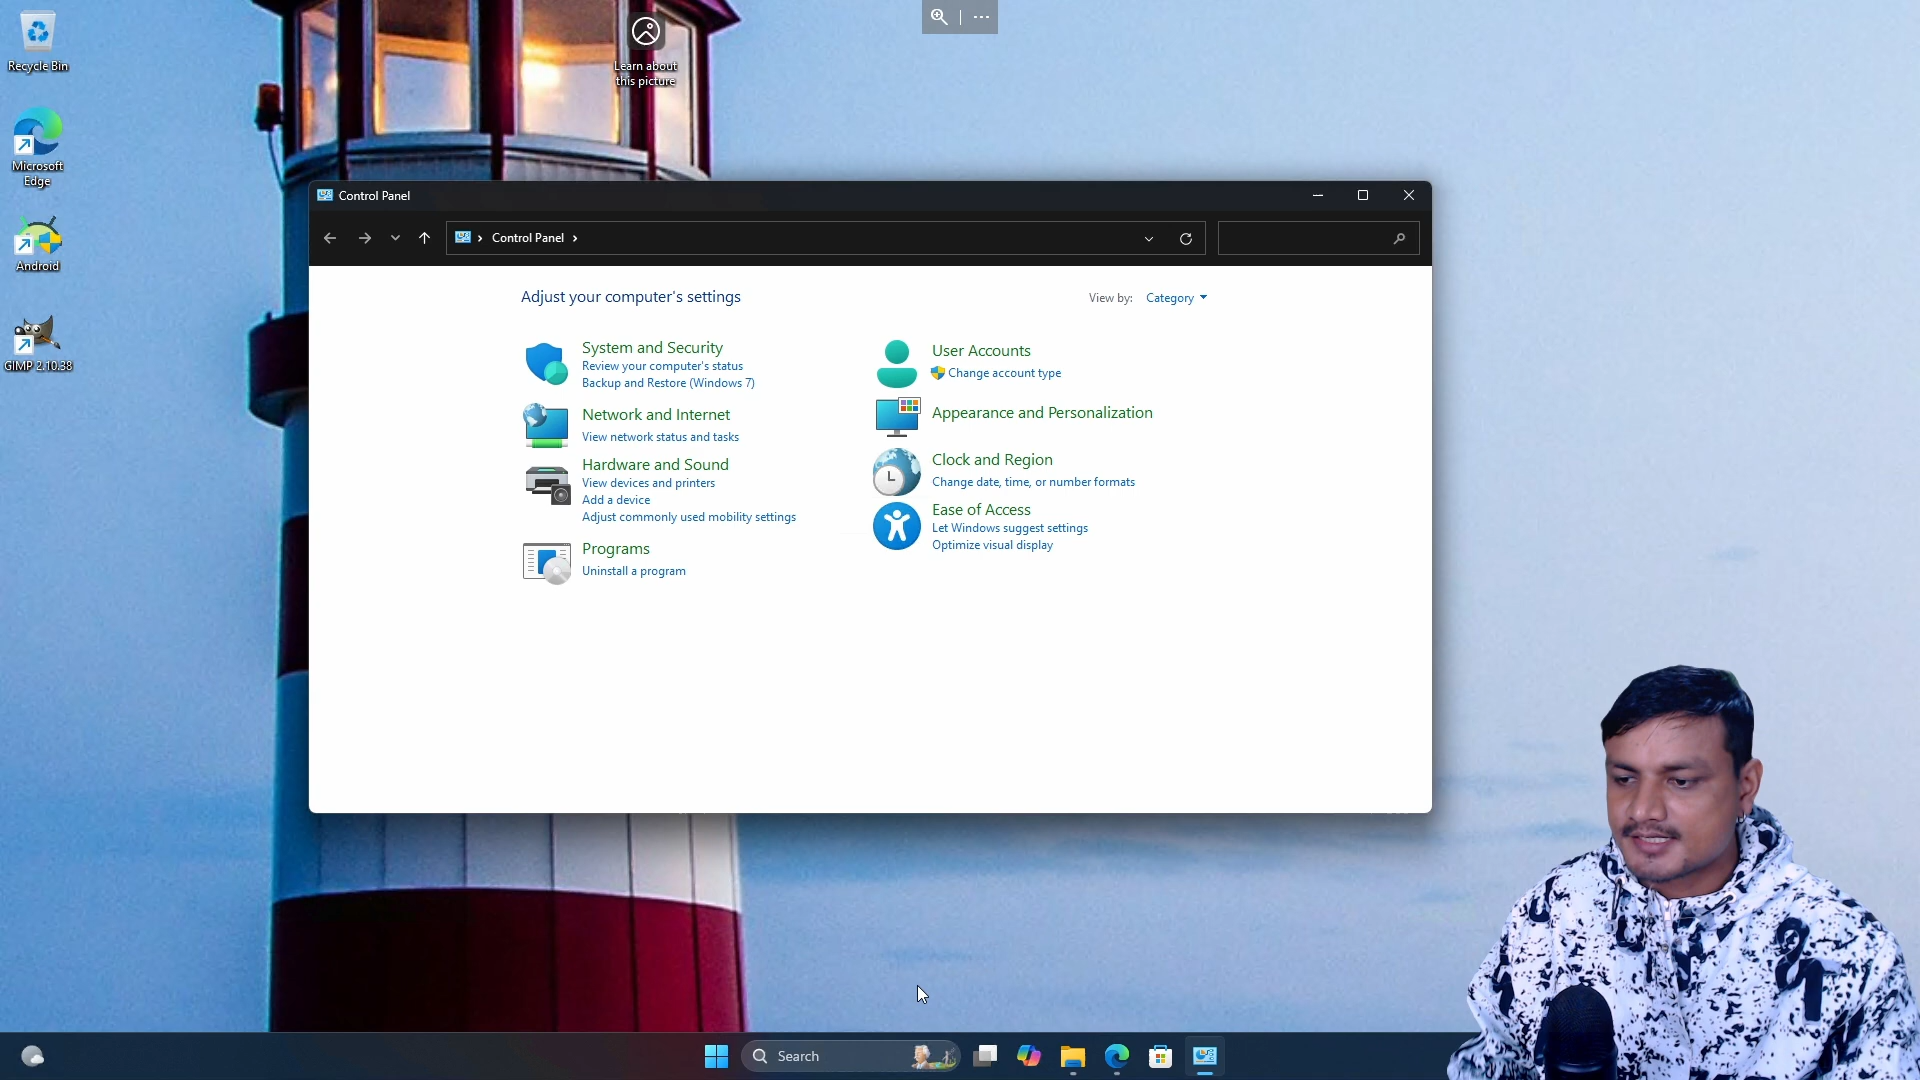 Recycle Bin
Microsoft
Edge
Android
GIMP 2.10.38
Learn about
this picture
Control Panel
Control Panel
Adjust your computer's settings
View by:
Category
System and Security
Review your computer's status
Backup and Restore (Windows 7)
Network and Internet
View network status and tasks
Hardware and Sound
View devices and printers
Add a device
Adjust commonly used mobility settings
Programs
Uninstall a program
User Accounts
Change account type
Appearance and Personalization
Clock and Region
Change date, time, or number formats
Ease of Access
Let Windows suggest settings
Optimize visual display
Search